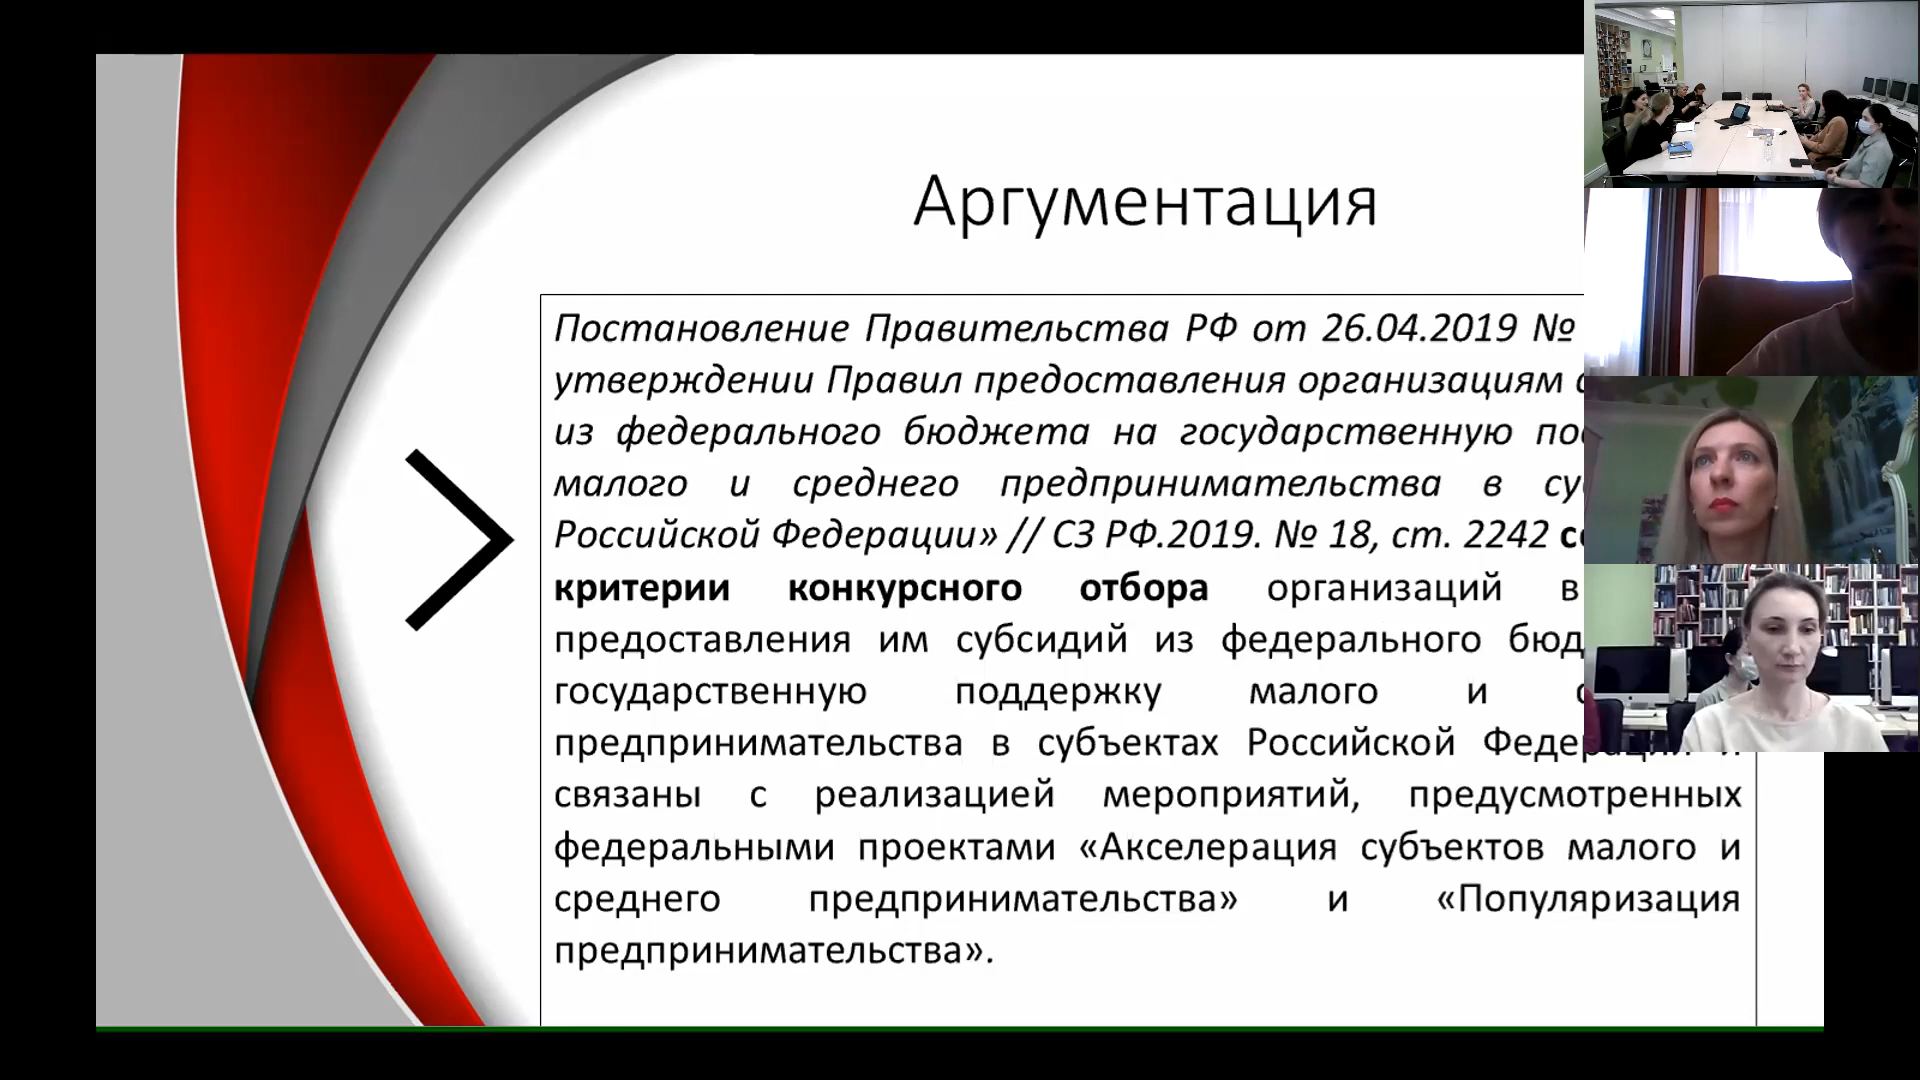 Аргументация
Постановление Правительства РФ от 26.04.2019 №
утверждении Правил предоставления организациям
из федерального бюджета на государственную
малого и среднего предпринимательства в
Российской Федерации» // СЗ РФ.2019. № 18, ст. 2242
критерии конкурсного отбора организаций в
предоставления им субсидий из федерального
государственную поддержку малого и
предпринимательства в субъектах Российской Федерации и
связаны с реализацией мероприятий, предусмотренных
федеральными проектами «Акселерация субъектов малого и
среднего предпринимательства» и «Популяризация
предпринимательства».